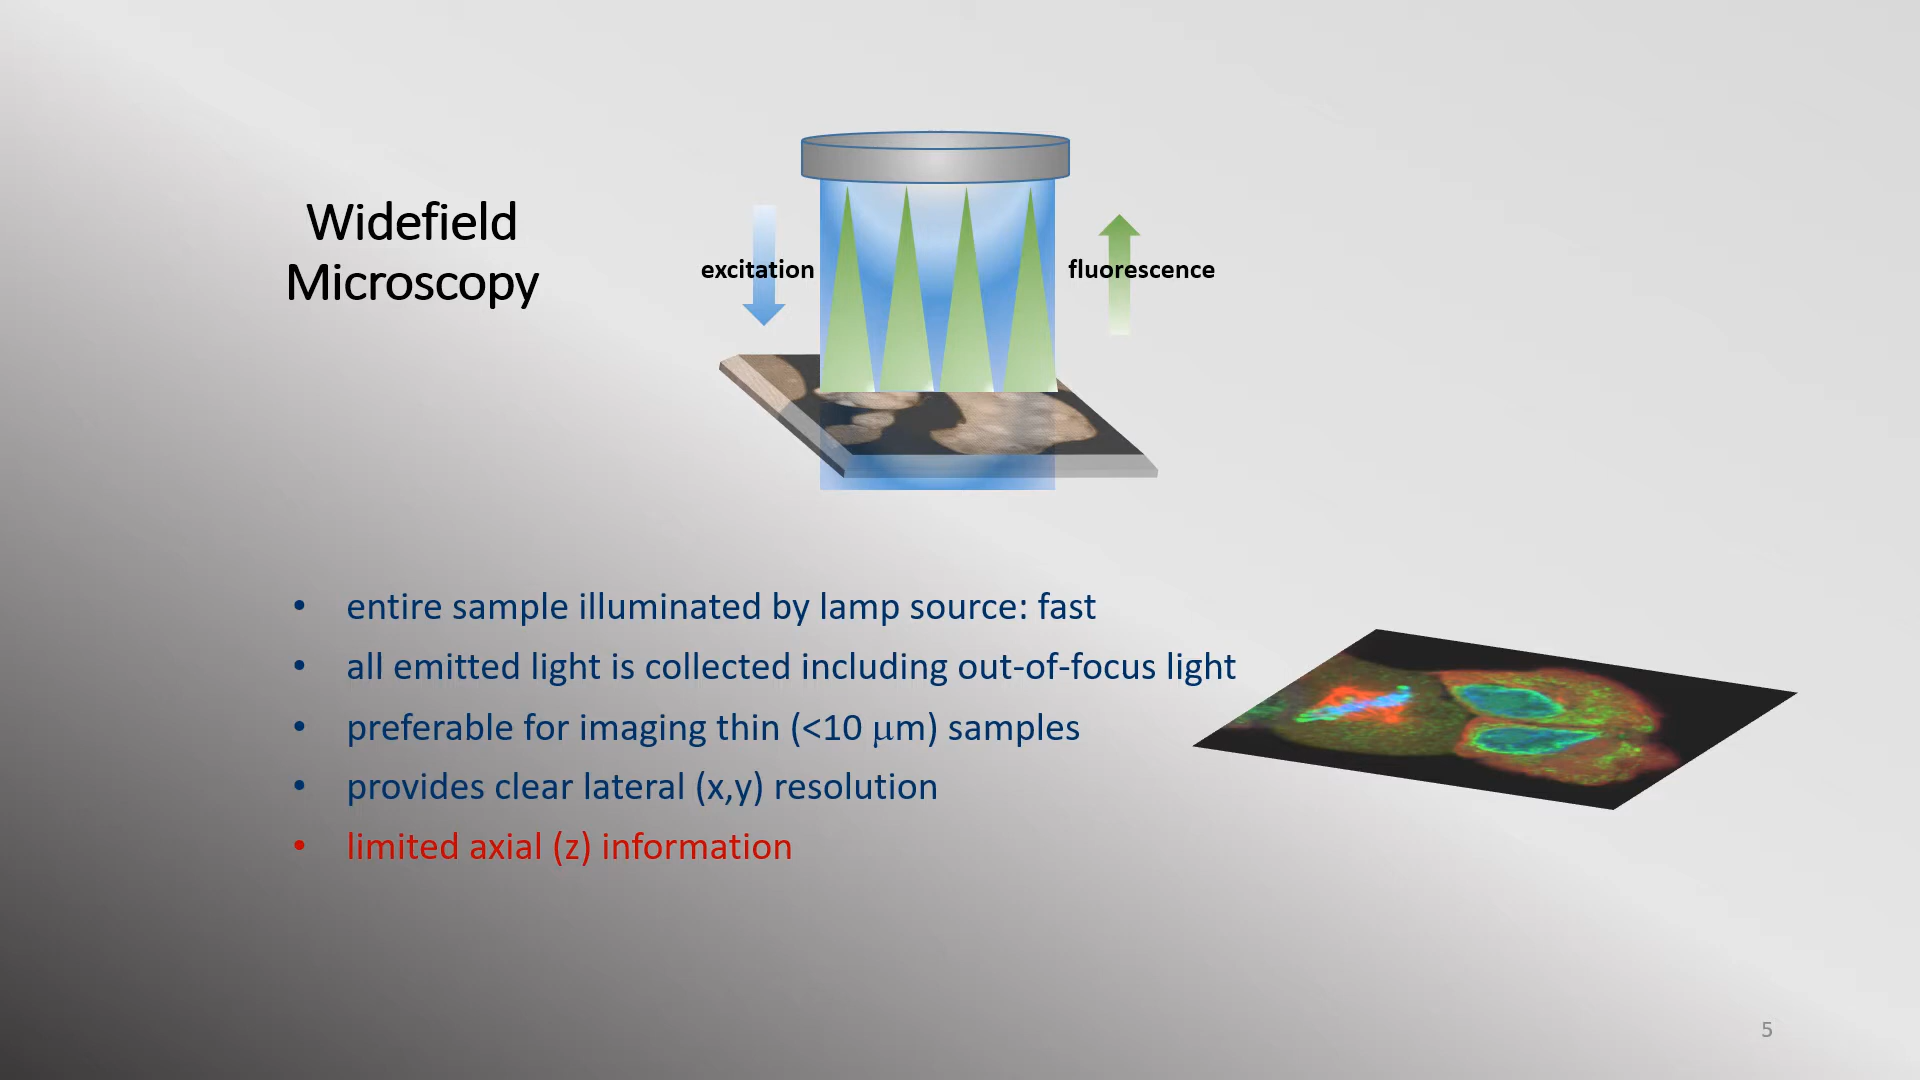 Widefield
Microscopy
excitation
fluorescence
• entire sample illuminated by lamp source: fast
• all emitted light is collected including out-of-focus light
• preferable for imaging thin (<10 μm) samples
• provides clear lateral (x,y) resolution
• limited axial (z) information
5